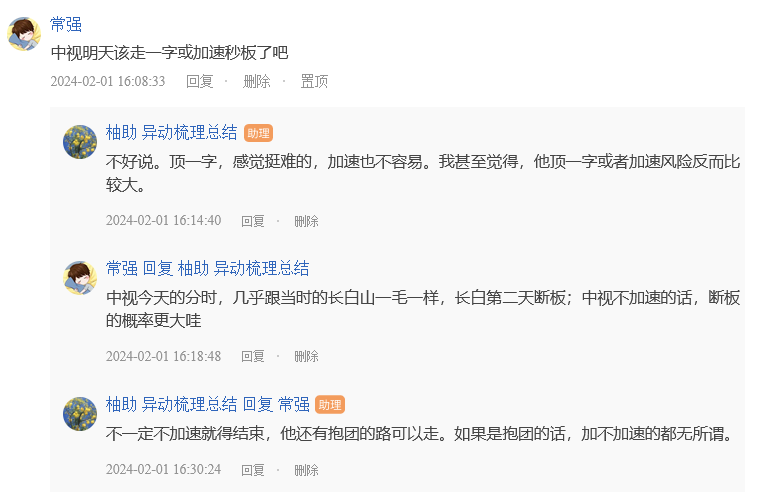 常强
中视明天该走一字或加速秒板了吧
2024-02-01 16:08:33 回复 · 删除 · 置顶
柚助 异动梳理总结 助理
不好说。顶一字，感觉挺难的，加速也不容易。我甚至觉得，他顶一字或者加速风险反而比
较大。
2024-02-01 16:14:40 回复 · 删除
常强 回复 柚助 异动梳理总结
中视今天的分时，几乎跟当时的长白山一毛一样，长白第二天断板；中视不加速的话，断板
的概率更大哇
2024-02-01 16:18:48 回复 · 删除
柚助 异动梳理总结 回复 常强 助理
不一定不加速就得结束，他还有抱团的路可以走。如果是抱团的话，加不加速的都无所谓。
2024-02-01 16:30:24 回复 · 删除